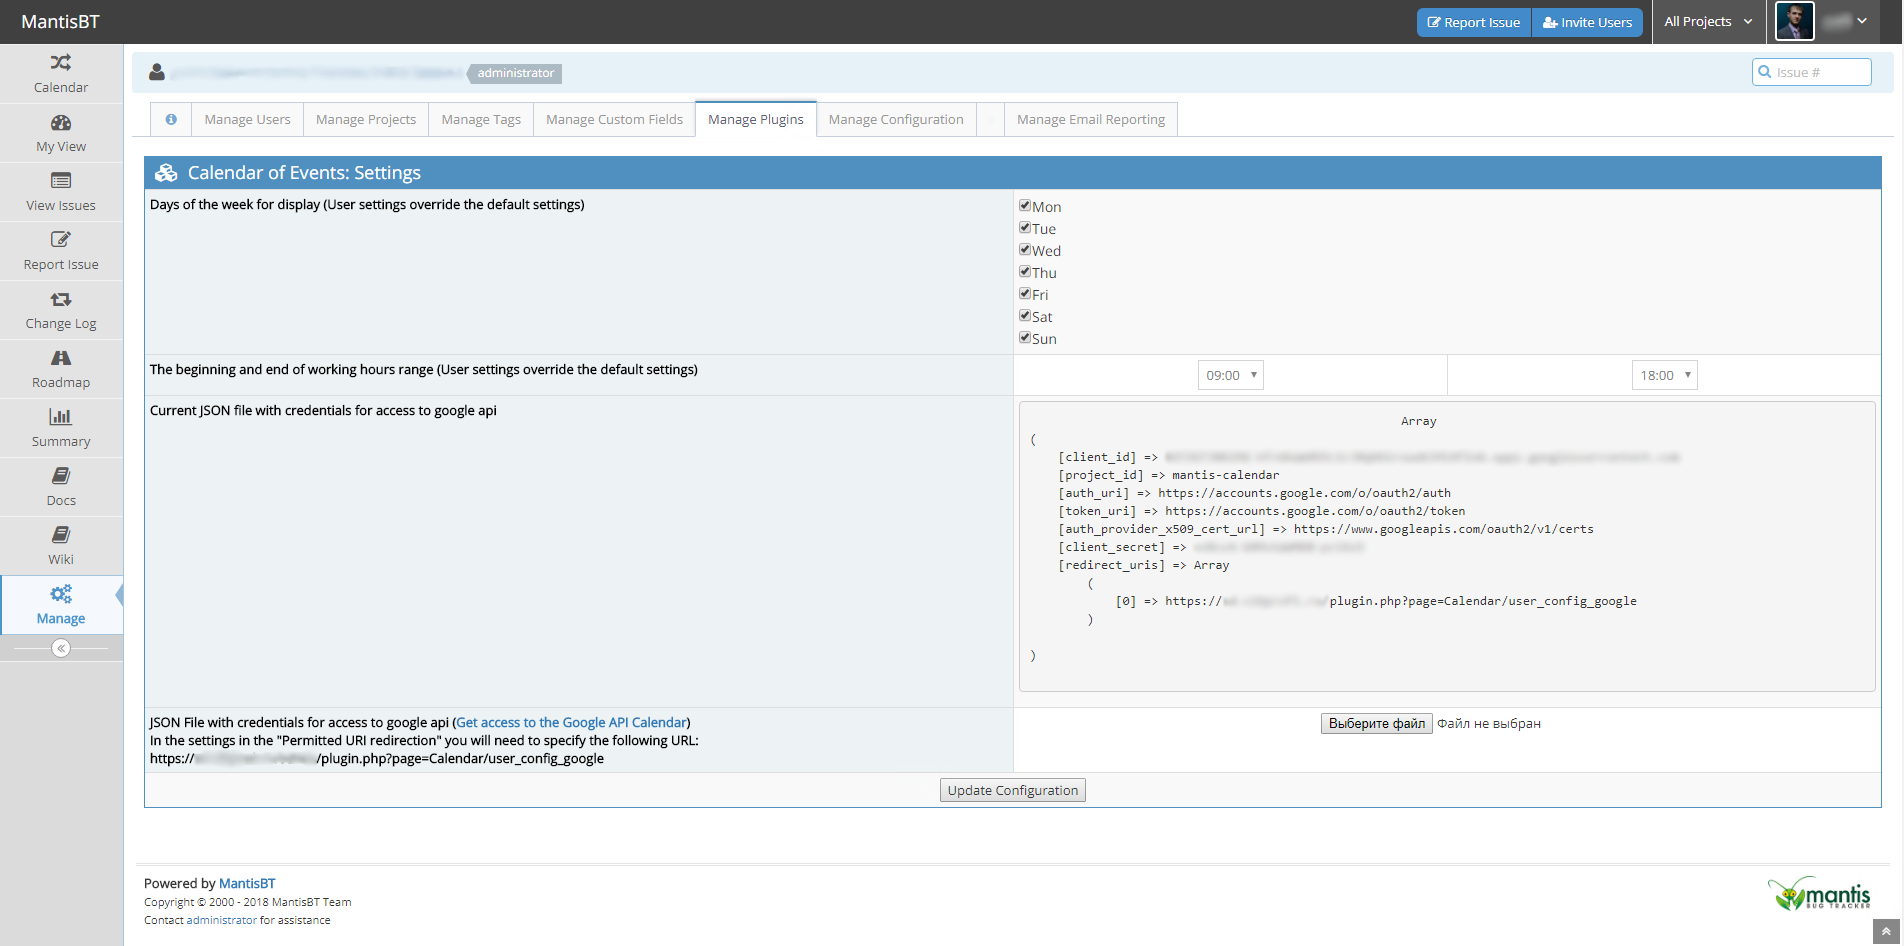 MantisBT
Report Issue
Invite Users
All Projects
administrator
Issue #
Calendar
My View
View Issues
Report Issue
Change Log
Roadmap
Summary
Docs
Wiki
Manage
Manage Users
Manage Projects
Manage Tags
Manage Custom Fields
Manage Plugins
Manage Configuration
Manage Email Reporting
Calendar of Events: Settings
Days of the week for display (User settings override the default settings)
Mon
Tue
Wed
Thu
Fri
Sat
Sun
The beginning and end of working hours range (User settings override the default settings)
09:00
18:00
Current JSON file with credentials for access to google api
Array
(
[client_id] =>
[project_id] => mantis-calendar
[auth_uri] => https://accounts.google.com/o/oauth2/auth
[token_uri] => https://accounts.google.com/o/oauth2/token
[auth_provider_x509_cert_url] => https://www.googleapis.com/oauth2/v1/certs
[client_secret] =>
[redirect_uris] => Array
(
[0] => https:// /plugin.php?page=Calendar/user_config_google
)
)
JSON File with credentials for access to google api (Get access to the Google API Calendar)
In the settings in the "Permitted URI redirection" you will need to specify the following URL:
https:// /plugin.php?page=Calendar/user_config_google
Выберите файл Файл не выбран
Update Configuration
Powered by MantisBT
Copyright © 2000 - 2018 MantisBT Team
Contact administrator for assistance
mantis
BUG TRACKER